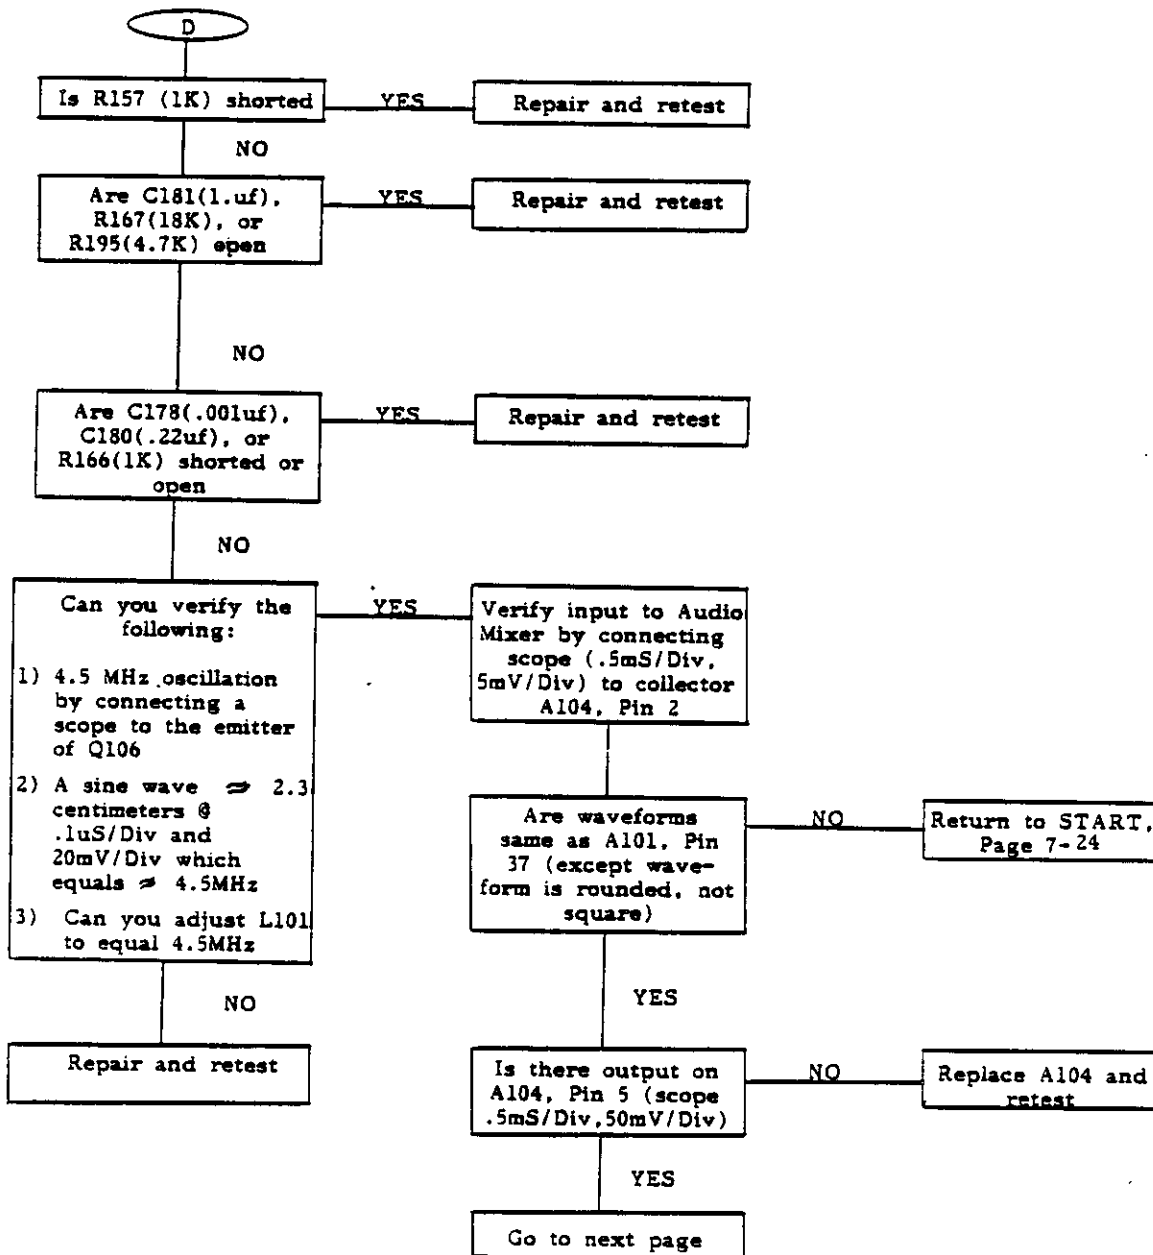 D
Is R157 (1K) shorted
YES
Repair and retest
NO
Are C181(1.uf),
R167(18K), or
R195(4.7K) open
YES
Repair and retest
NO
Are C178(.001uf),
C180(.22uf), or
R166(1K) shorted or
open
YES
Repair and retest
NO
Can you verify the
following:
1) 4.5 MHz oscillation
by connecting a
scope to the emitter
of Q106
2) A sine wave ≈ 2.3
centimeters @
.1uS/Div and
20mV/Div which
equals ≈ 4.5MHz
3) Can you adjust L101
to equal 4.5MHz
YES
Verify input to Audio
Mixer by connecting
scope (.5mS/Div,
5mV/Div) to collector
A104, Pin 2
NO
Repair and retest
Are waveforms
same as A101, Pin
37 (except wave-
form is rounded, not
square)
NO
Return to START,
Page 7-24
YES
Is there output on
A104, Pin 5 (scope
.5mS/Div,50mV/Div)
NO
Replace A104 and
retest
YES
Go to next page